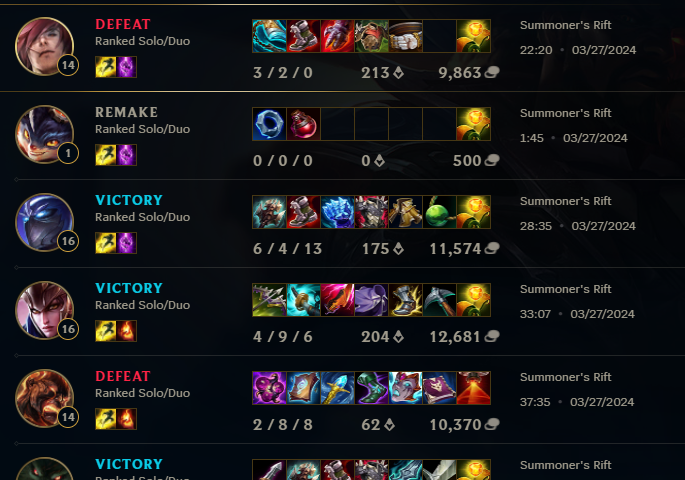 DEFEAT
Ranked Solo/Duo
14
3 / 2 / 0
213
9,863
Summoner's Rift
22:20 • 03/27/2024
REMAKE
Ranked Solo/Duo
1
0 / 0 / 0
0
500
Summoner's Rift
1:45 • 03/27/2024
VICTORY
Ranked Solo/Duo
16
6 / 4 / 13
175
11,574
Summoner's Rift
28:35 • 03/27/2024
VICTORY
Ranked Solo/Duo
16
4 / 9 / 6
204
12,681
Summoner's Rift
33:07 • 03/27/2024
DEFEAT
Ranked Solo/Duo
14
2 / 8 / 8
62
10,370
Summoner's Rift
37:35 • 03/27/2024
VICTORY
Summoner's Rift